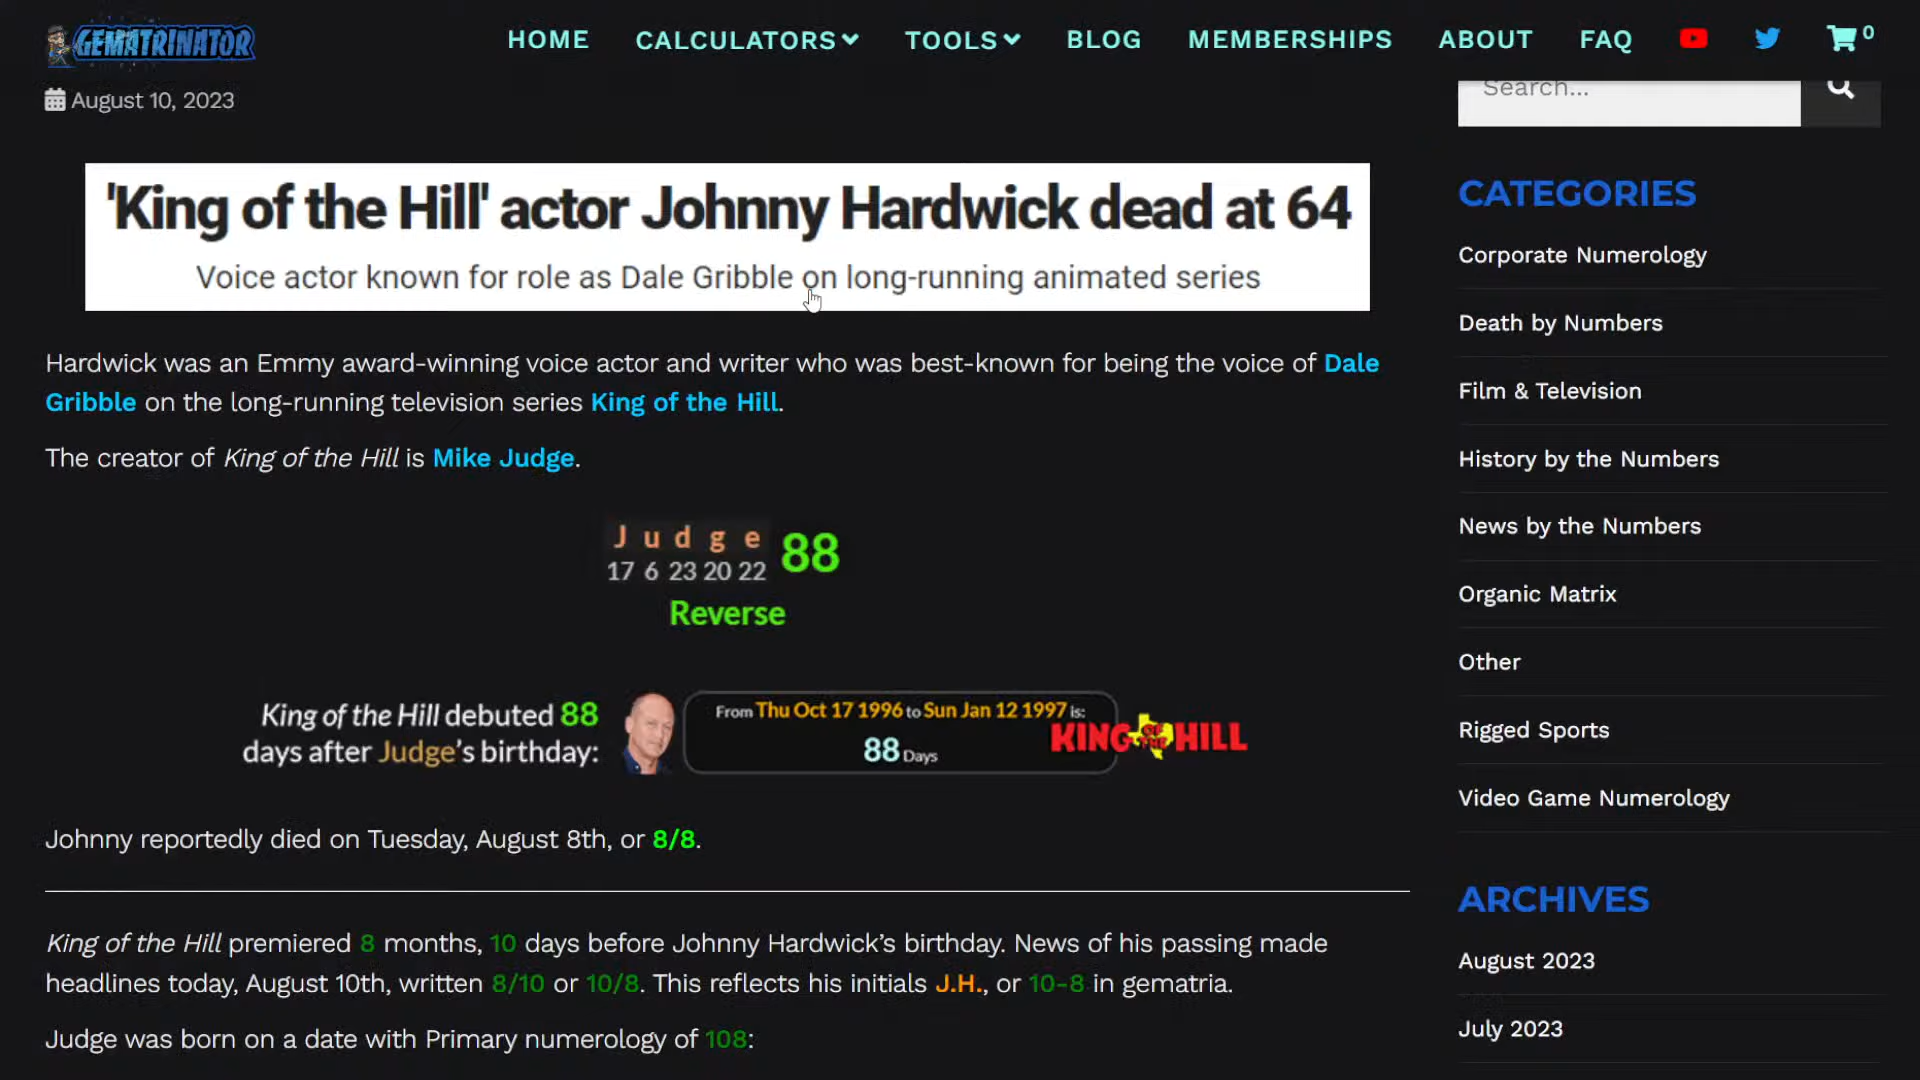 GEMATRINATOR
HOME
CALCULATORS
TOOLS
BLOG
MEMBERSHIPS
ABOUT
FAQ
0
August 10, 2023
Search...
'King of the Hill' actor Johnny Hardwick dead at 64
Voice actor known for role as Dale Gribble on long-running animated series
Hardwick was an Emmy award-winning voice actor and writer who was best-known for being the voice of Dale
Gribble on the long-running television series King of the Hill.
The creator of King of the Hill is Mike Judge.
J u d g e 88
17 6 23 20 22
Reverse
King of the Hill debuted 88
days after Judge's birthday:
From Thu Oct 17 1996 to Sun Jan 12 1997 is:
88 Days
KING OF THE HILL
Johnny reportedly died on Tuesday, August 8th, or 8/8.
King of the Hill premiered 8 months, 10 days before Johnny Hardwick’s birthday. News of his passing made
headlines today, August 10th, written 8/10 or 10/8. This reflects his initials J.H., or 10-8 in gematria.
Judge was born on a date with Primary numerology of 108:
CATEGORIES
Corporate Numerology
Death by Numbers
Film & Television
History by the Numbers
News by the Numbers
Organic Matrix
Other
Rigged Sports
Video Game Numerology
ARCHIVES
August 2023
July 2023